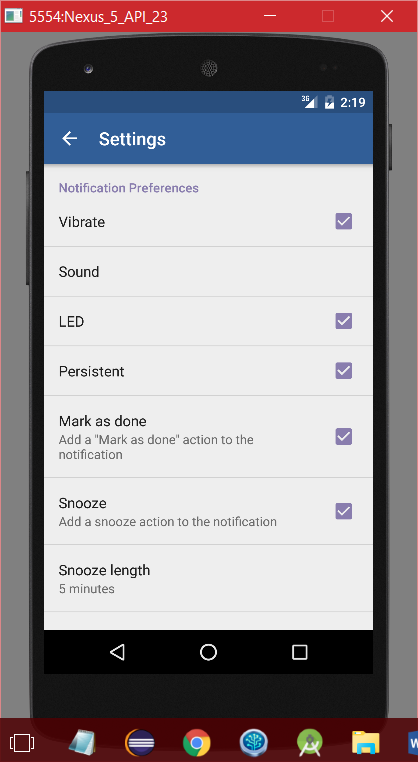 5554:Nexus_5_API_23
3G 2:19
Settings
Notification Preferences
Vibrate
Sound
LED
Persistent
Mark as done
Add a "Mark as done" action to the
notification
Snooze
Add a snooze action to the notification
Snooze length
5 minutes
W